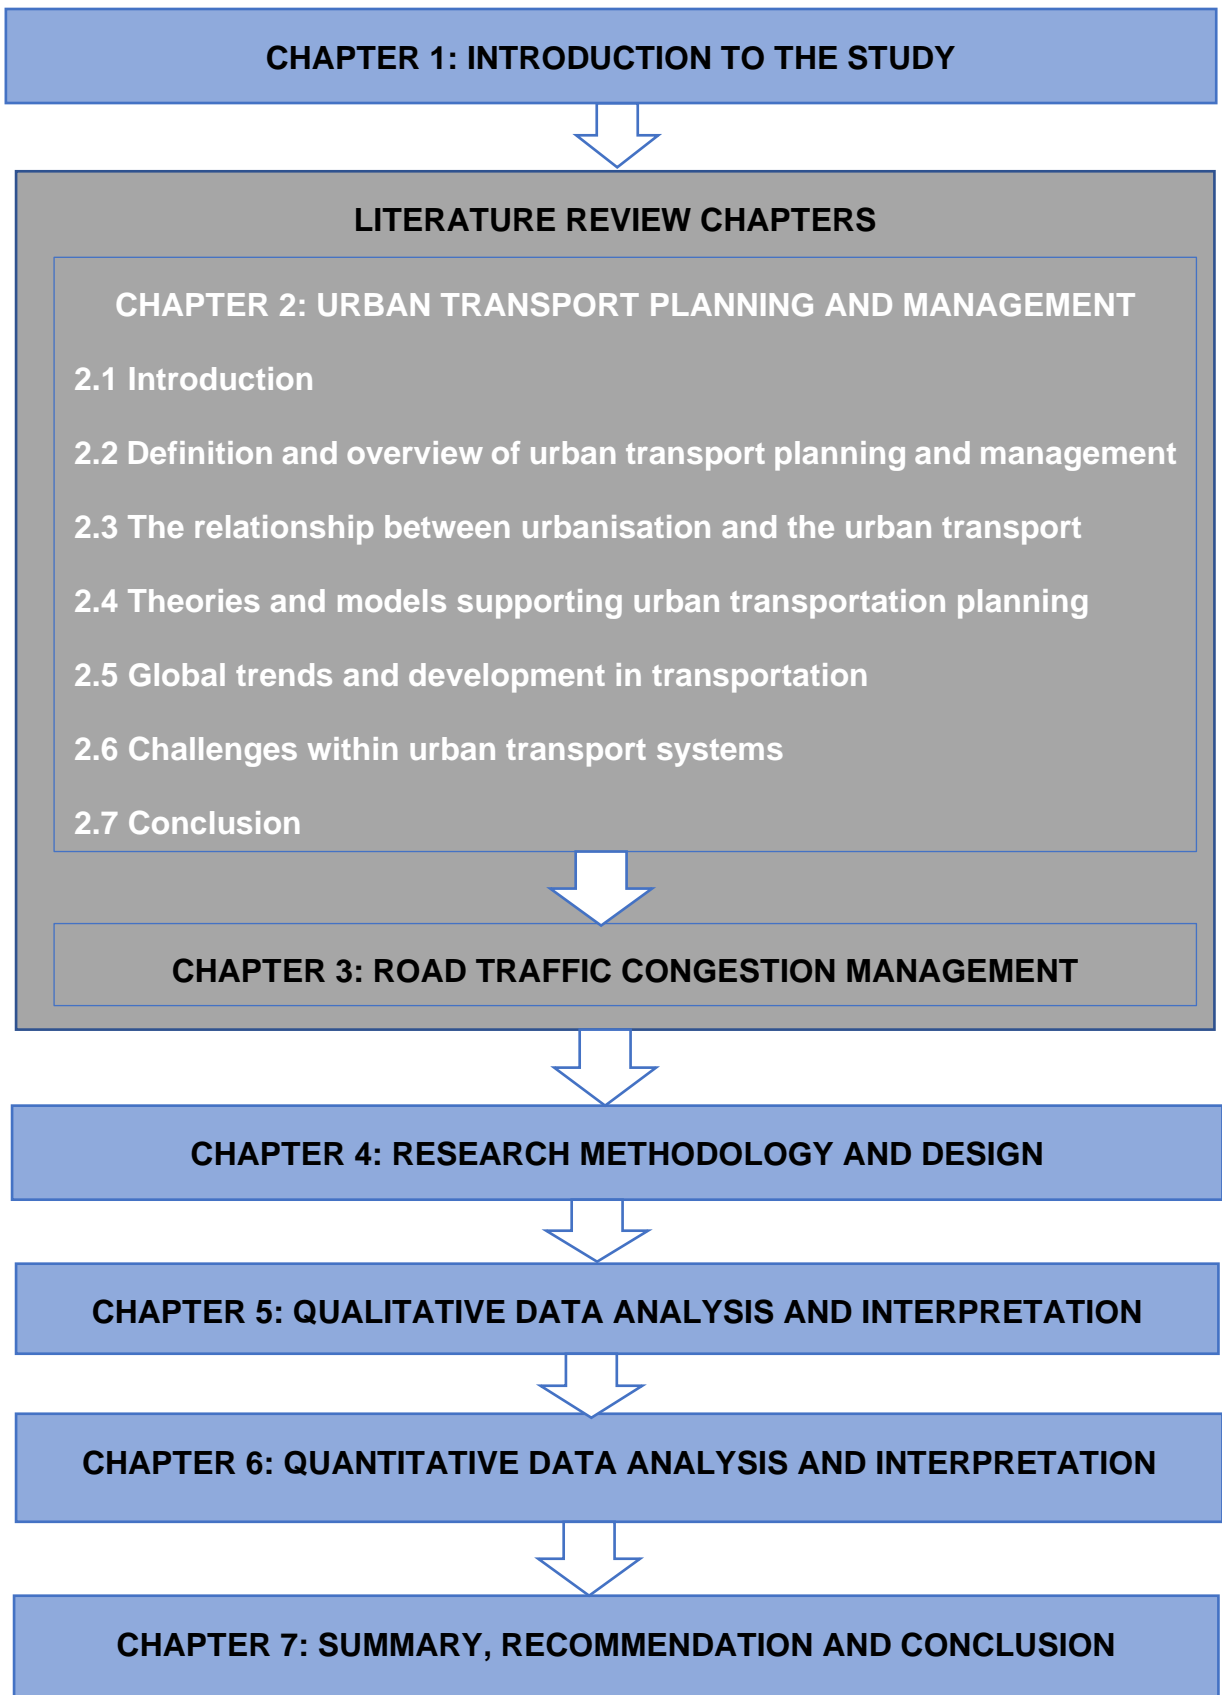 CHAPTER 1: INTRODUCTION TO THE STUDY
LITERATURE REVIEW CHAPTERS
CHAPTER 2: URBAN TRANSPORT PLANNING AND MANAGEMENT
2.1 Introduction
2.2 Definition and overview of urban transport planning and management
2.3 The relationship between urbanisation and the urban transport
2.4 Theories and models supporting urban transportation planning
2.5 Global trends and development in transportation
2.6 Challenges within urban transport systems
2.7 Conclusion
CHAPTER 3: ROAD TRAFFIC CONGESTION MANAGEMENT
CHAPTER 4: RESEARCH METHODOLOGY AND DESIGN
CHAPTER 5: QUALITATIVE DATA ANALYSIS AND INTERPRETATION
CHAPTER 6: QUANTITATIVE DATA ANALYSIS AND INTERPRETATION
CHAPTER 7: SUMMARY, RECOMMENDATION AND CONCLUSION